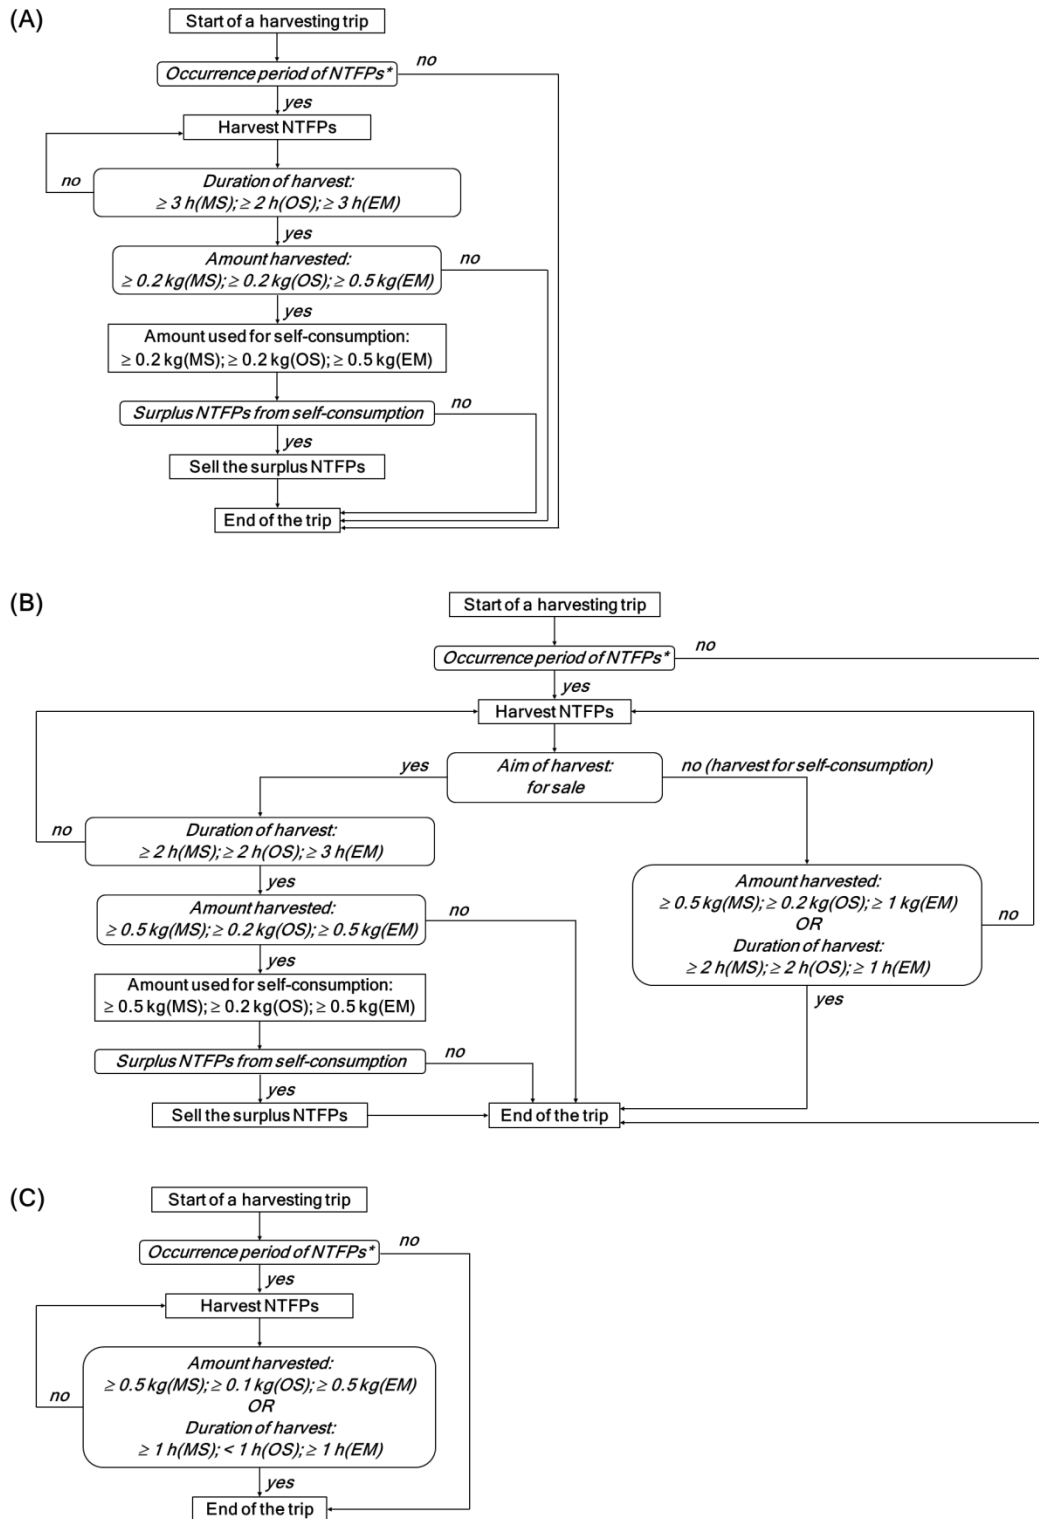 (A)
Start of a harvesting trip
Occurrence period of NTFPs*
no
yes
Harvest NTFPs
no
Duration of harvest:
≥ 3 h(MS); ≥ 2 h(OS); ≥ 3 h(EM)
yes
Amount harvested:
≥ 0.2 kg(MS); ≥ 0.2 kg(OS); ≥ 0.5 kg(EM)
no
yes
Amount used for self-consumption:
≥ 0.2 kg(MS); ≥ 0.2 kg(OS); ≥ 0.5 kg(EM)
Surplus NTFPs from self-consumption
no
yes
Sell the surplus NTFPs
End of the trip
(B)
Start of a harvesting trip
Occurrence period of NTFPs*
no
yes
Harvest NTFPs
Aim of harvest:
for sale
yes
no (harvest for self-consumption)
no
Duration of harvest:
≥ 2 h(MS); ≥ 2 h(OS); ≥ 3 h(EM)
yes
Amount harvested:
≥ 0.5 kg(MS); ≥ 0.2 kg(OS); ≥ 0.5 kg(EM)
no
yes
Amount used for self-consumption:
≥ 0.5 kg(MS); ≥ 0.2 kg(OS); ≥ 0.5 kg(EM)
Surplus NTFPs from self-consumption
no
yes
Sell the surplus NTFPs
Amount harvested:
≥ 0.5 kg(MS); ≥ 0.2 kg(OS); ≥ 1 kg(EM)
OR
Duration of harvest:
≥ 2 h(MS); ≥ 2 h(OS); ≥ 1 h(EM)
no
yes
End of the trip
(C)
Start of a harvesting trip
Occurrence period of NTFPs*
no
yes
Harvest NTFPs
no
Amount harvested:
≥ 0.5 kg(MS); ≥ 0.1 kg(OS); ≥ 0.5 kg(EM)
OR
Duration of harvest:
≥ 1 h(MS); < 1 h(OS); ≥ 1 h(EM)
yes
End of the trip